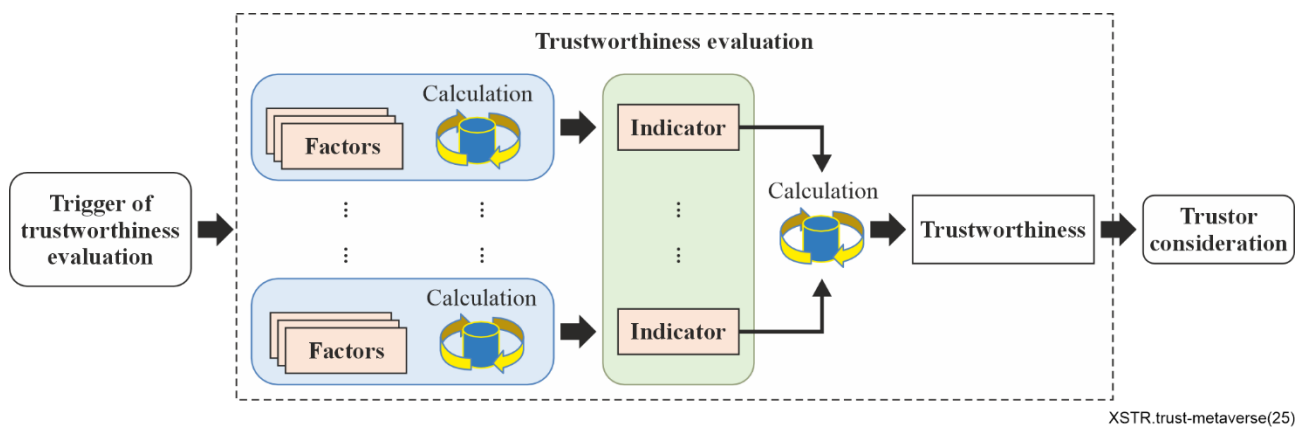 Trustworthiness evaluation
Calculation
Factors
Indicator
Calculation
Trigger of
trustworthiness
evaluation
Trustworthiness
Trustor
consideration
Calculation
Factors
Indicator
XSTR.trust-metaverse(25)